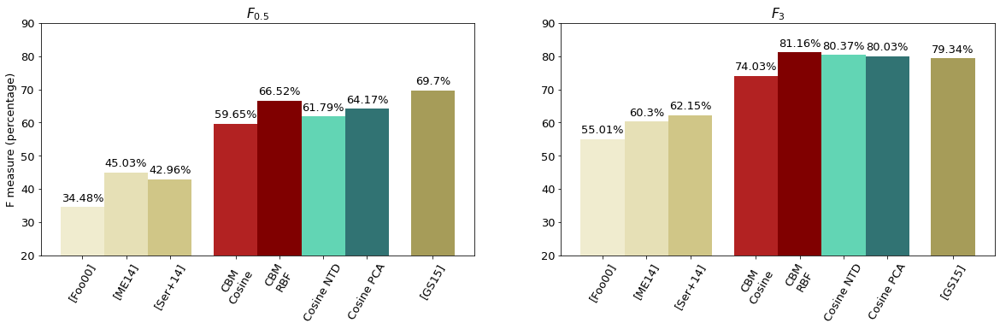 F0.5
F measure (percentage)
90
80
70
60
50
40
30
20
34.48%
45.03%
42.96%
59.65%
66.52%
61.79%
64.17%
69.7%
[Foo00]
[ME14]
[Ser+14]
CBM
Cosine
CBM
RBF
Cosine NTD
Cosine PCA
[GS15]
F3
90
80
70
60
50
40
30
20
55.01%
60.3%
62.15%
74.03%
81.16%
80.37%
80.03%
79.34%
[Foo00]
[ME14]
[Ser+14]
CBM
Cosine
CBM
RBF
Cosine NTD
Cosine PCA
[GS15]